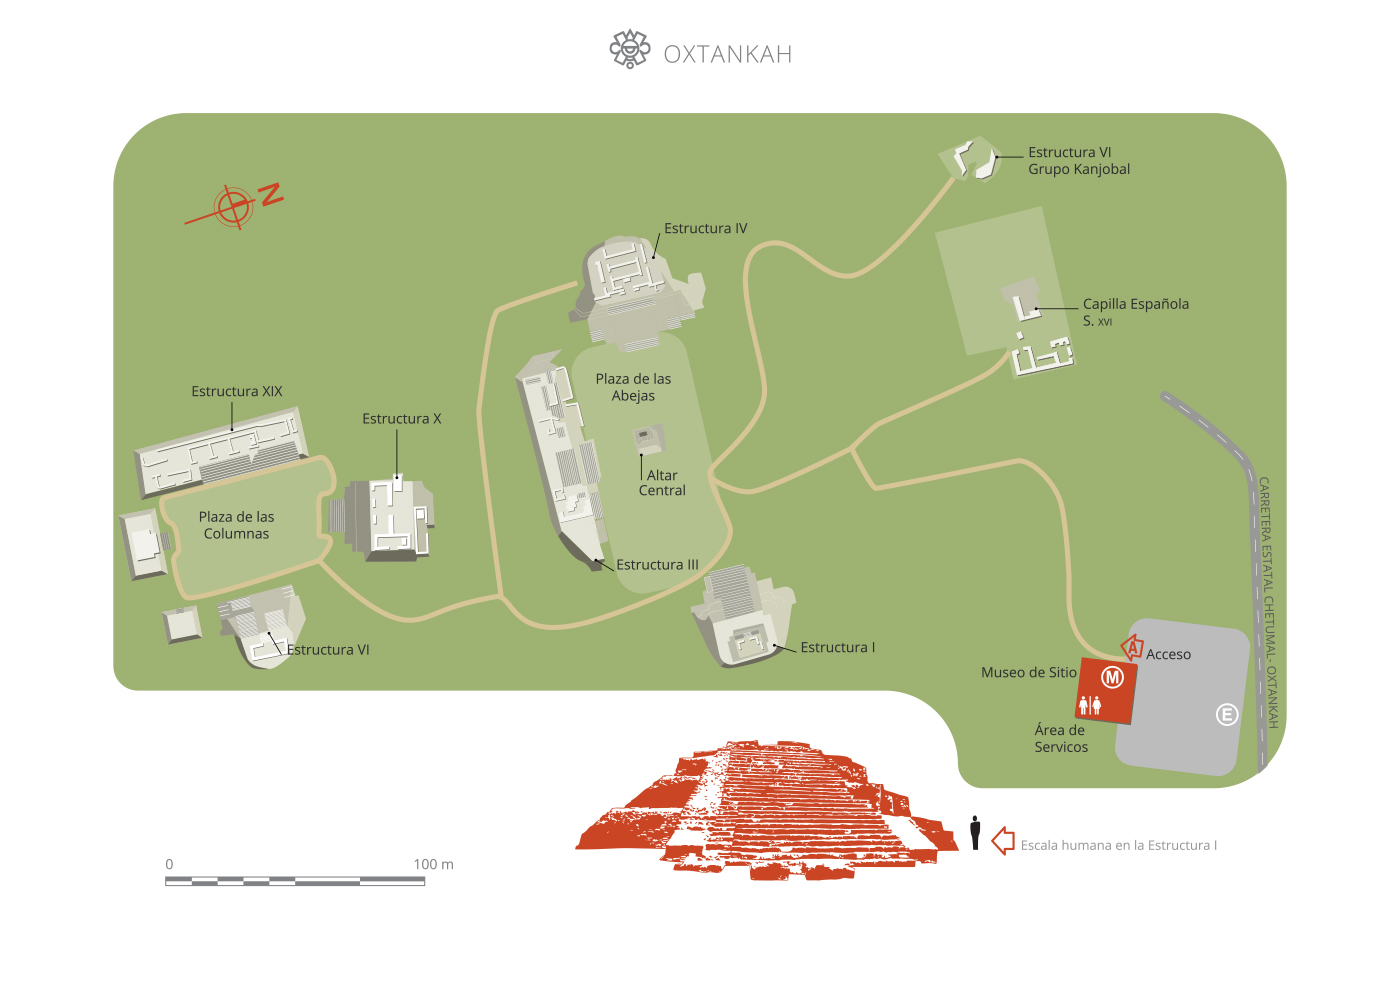 OXTANKAH
Estructura VI
Grupo Kanjobal
N
Estructura IV
Capilla Española
S. XVI
Plaza de las
Abejas
Estructura XIX
Estructura X
Altar
Central
Plaza de las
Columnas
Estructura III
Estructura VI
Estructura I
CARRETERA ESTATAL CHETUMAL- OXTANKAH
A
Acceso
Museo de Sitio
M
E
Área de
Servicos
Escala humana en la Estructura I
0
100 m